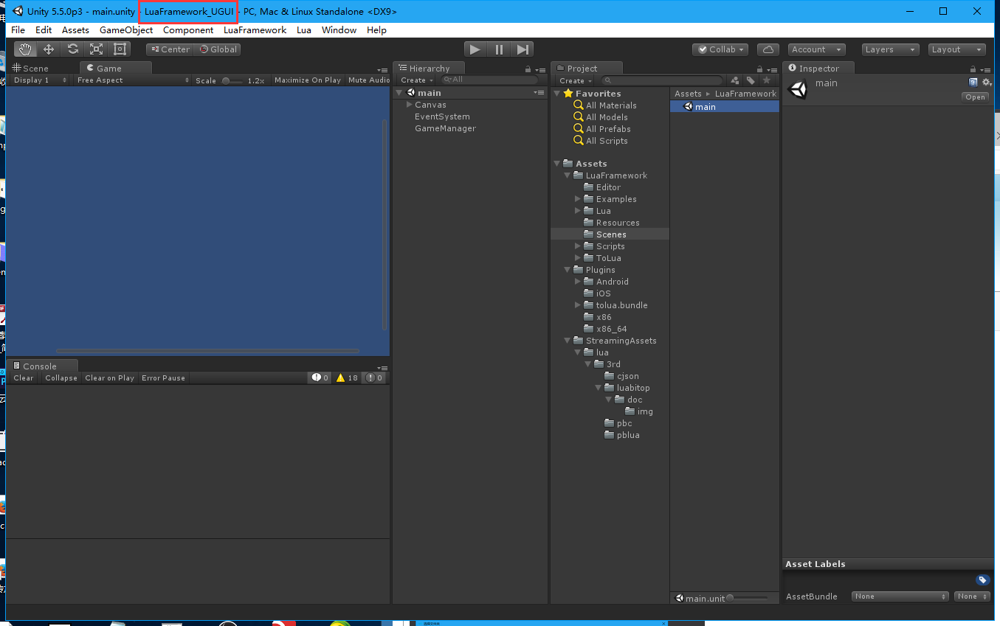 Unity 5.5.0p3 - main.unity - LuaFramework_UGUI - PC, Mac & Linux Standalone <DX9>
File Edit Assets GameObject Component LuaFramework Lua Window Help
Center Global Collab Account Layers Layout
Scene Game
Display 1 Free Aspect Scale 1.2x Maximize On Play Mute Audio
Hierarchy
Create All
main
Canvas
EventSystem
GameManager
Project
Create
Favorites
All Materials
All Models
All Prefabs
All Scripts
Assets
LuaFramework
Editor
Examples
Lua
Resources
Scenes
Scripts
ToLua
Plugins
Android
iOS
tolua.bundle
x86
x86_64
StreamingAssets
lua
3rd
cjson
luabitop
doc
img
pbc
pblua
Assets LuaFramework
main
main.unit
Inspector
main
Open
Asset Labels
AssetBundle None None
Console
Clear Collapse Clear on Play Error Pause 0 18 0